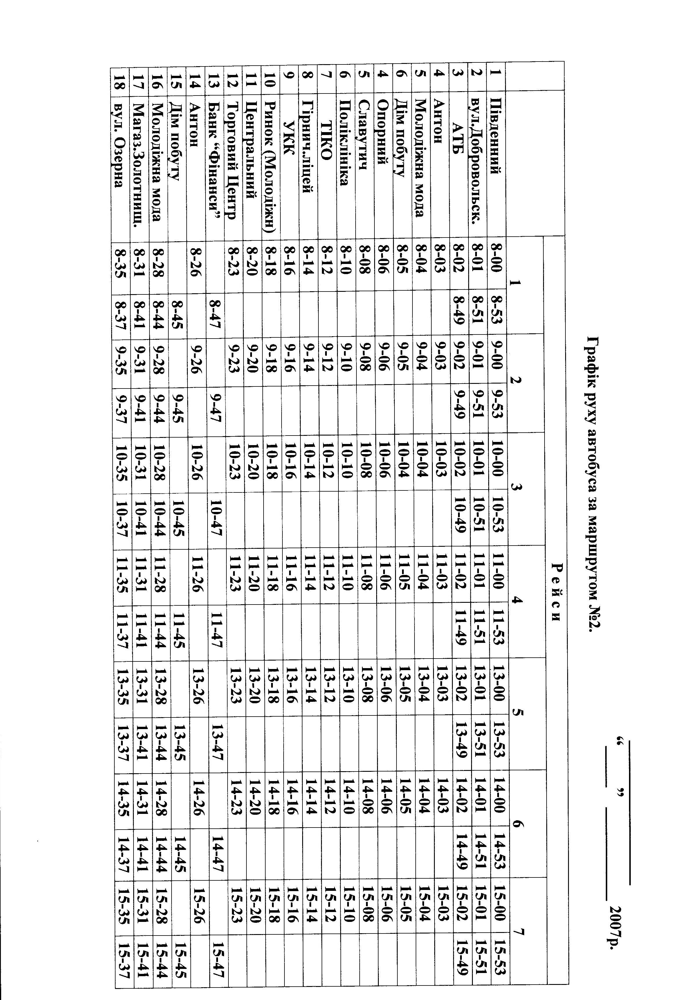 “ ” 2007р.
Графік руху автобуса за маршрутом №2.
Рейси
1 2 3 4 5 6 7
1 Південний 8-00 8-53 9-00 9-53 10-00 10-53 11-00 11-53 13-00 13-53 14-00 14-53 15-00 15-53
2 вул.Добровольск. 8-01 8-51 9-01 9-51 10-01 10-51 11-01 11-51 13-01 13-51 14-01 14-51 15-01 15-51
3 АТБ 8-02 8-49 9-02 9-49 10-02 10-49 11-02 11-49 13-02 13-49 14-02 14-49 15-02 15-49
4 Антон 8-03 9-03 10-03 11-03 13-03 14-03 15-03
5 Молодіжна мода 8-04 9-04 10-04 11-04 13-04 14-04 15-04
6 Дім побуту 8-05 9-05 10-04 11-05 13-05 14-05 15-05
4 Опорний 8-06 9-06 10-06 11-06 13-06 14-06 15-06
5 Славутич 8-08 9-08 10-08 11-08 13-08 14-08 15-08
6 Поліклініка 8-10 9-10 10-10 11-10 13-10 14-10 15-10
7 ТІКО 8-12 9-12 10-12 11-12 13-12 14-12 15-12
8 Гірнич.ліцей 8-14 9-14 10-14 11-14 13-14 14-14 15-14
9 УКК 8-16 9-16 10-16 11-16 13-16 14-16 15-16
10 Ринок (Молодіжн) 8-18 9-18 10-18 11-18 13-18 14-18 15-18
11 Центральний 8-20 9-20 10-20 11-20 13-20 14-20 15-20
12 Торговий Центр 8-23 9-23 10-23 11-23 13-23 14-23 15-23
13 Банк “Фінанси” 8-47 9-47 10-47 11-47 13-47 14-47 15-47
14 Антон 8-26 9-26 10-26 11-26 13-26 14-26 15-26
15 Дім побуту 8-45 9-45 10-45 11-45 13-45 14-45 15-45
16 Молодіжна мода 8-28 8-44 9-28 9-44 10-28 10-44 11-28 11-44 13-28 13-44 14-28 14-44 15-28 15-44
17 Магаз.Золотнищ. 8-31 8-41 9-31 9-41 10-31 10-41 11-31 11-41 13-31 13-41 14-31 14-41 15-31 15-41
18 вул. Озерна 8-35 8-37 9-35 9-37 10-35 10-37 11-35 11-37 13-35 13-37 14-35 14-37 15-35 15-37